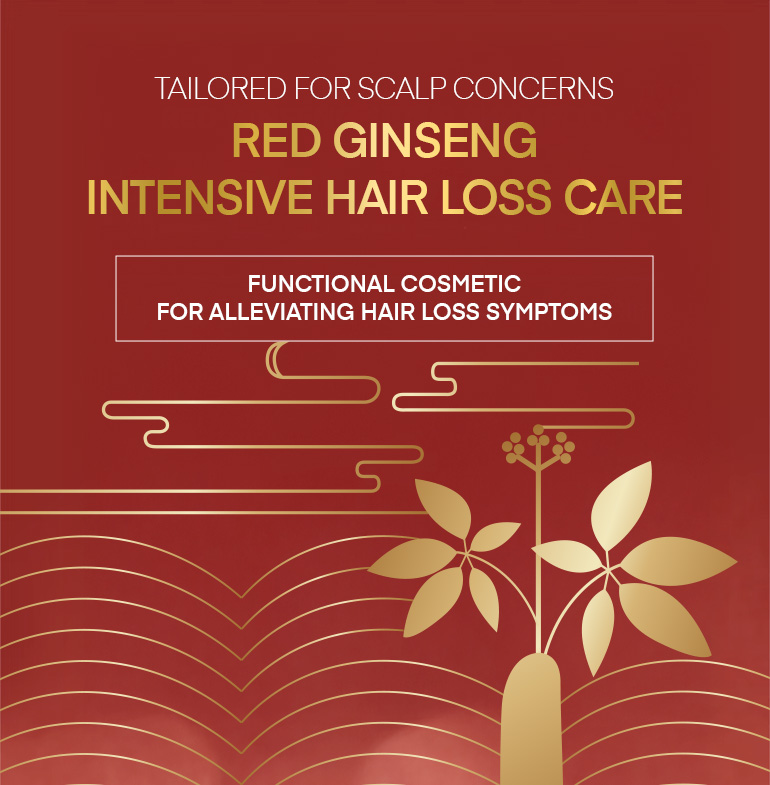 TAILORED FOR SCALP CONCERNS
RED GINSENG
INTENSIVE HAIR LOSS CARE
FUNCTIONAL COSMETIC
FOR ALLEVIATING HAIR LOSS SYMPTOMS